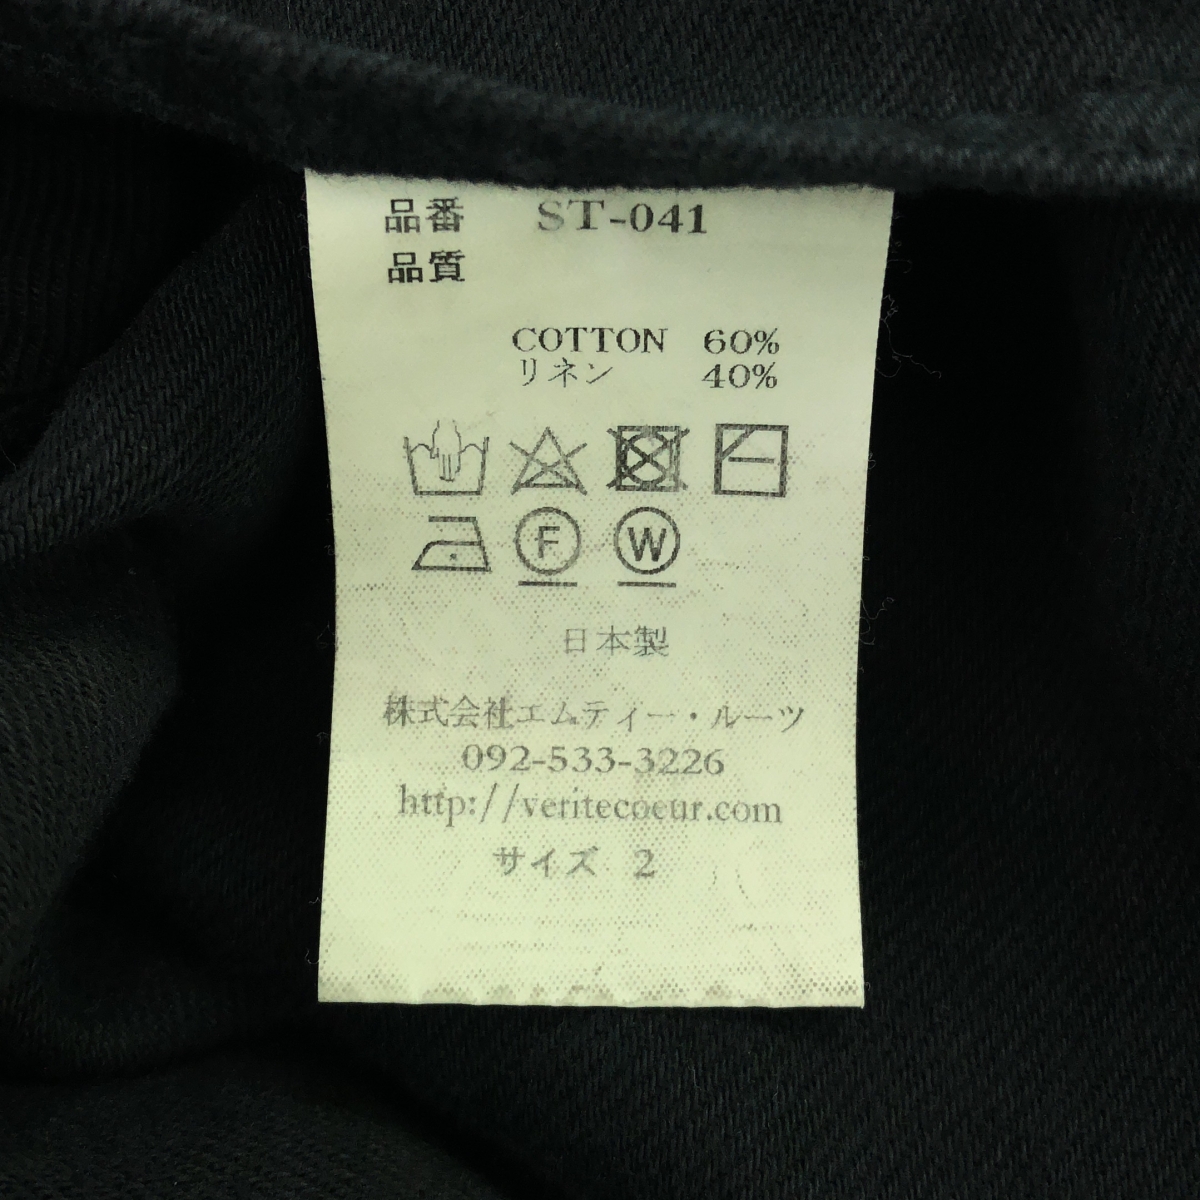 品番 ST-041
品質
COTTON 60%
リネン 40%
F W
日本製
株式会社エムティー・ルーツ
092-533-3226
http://veritecoeur.com
サイズ 2